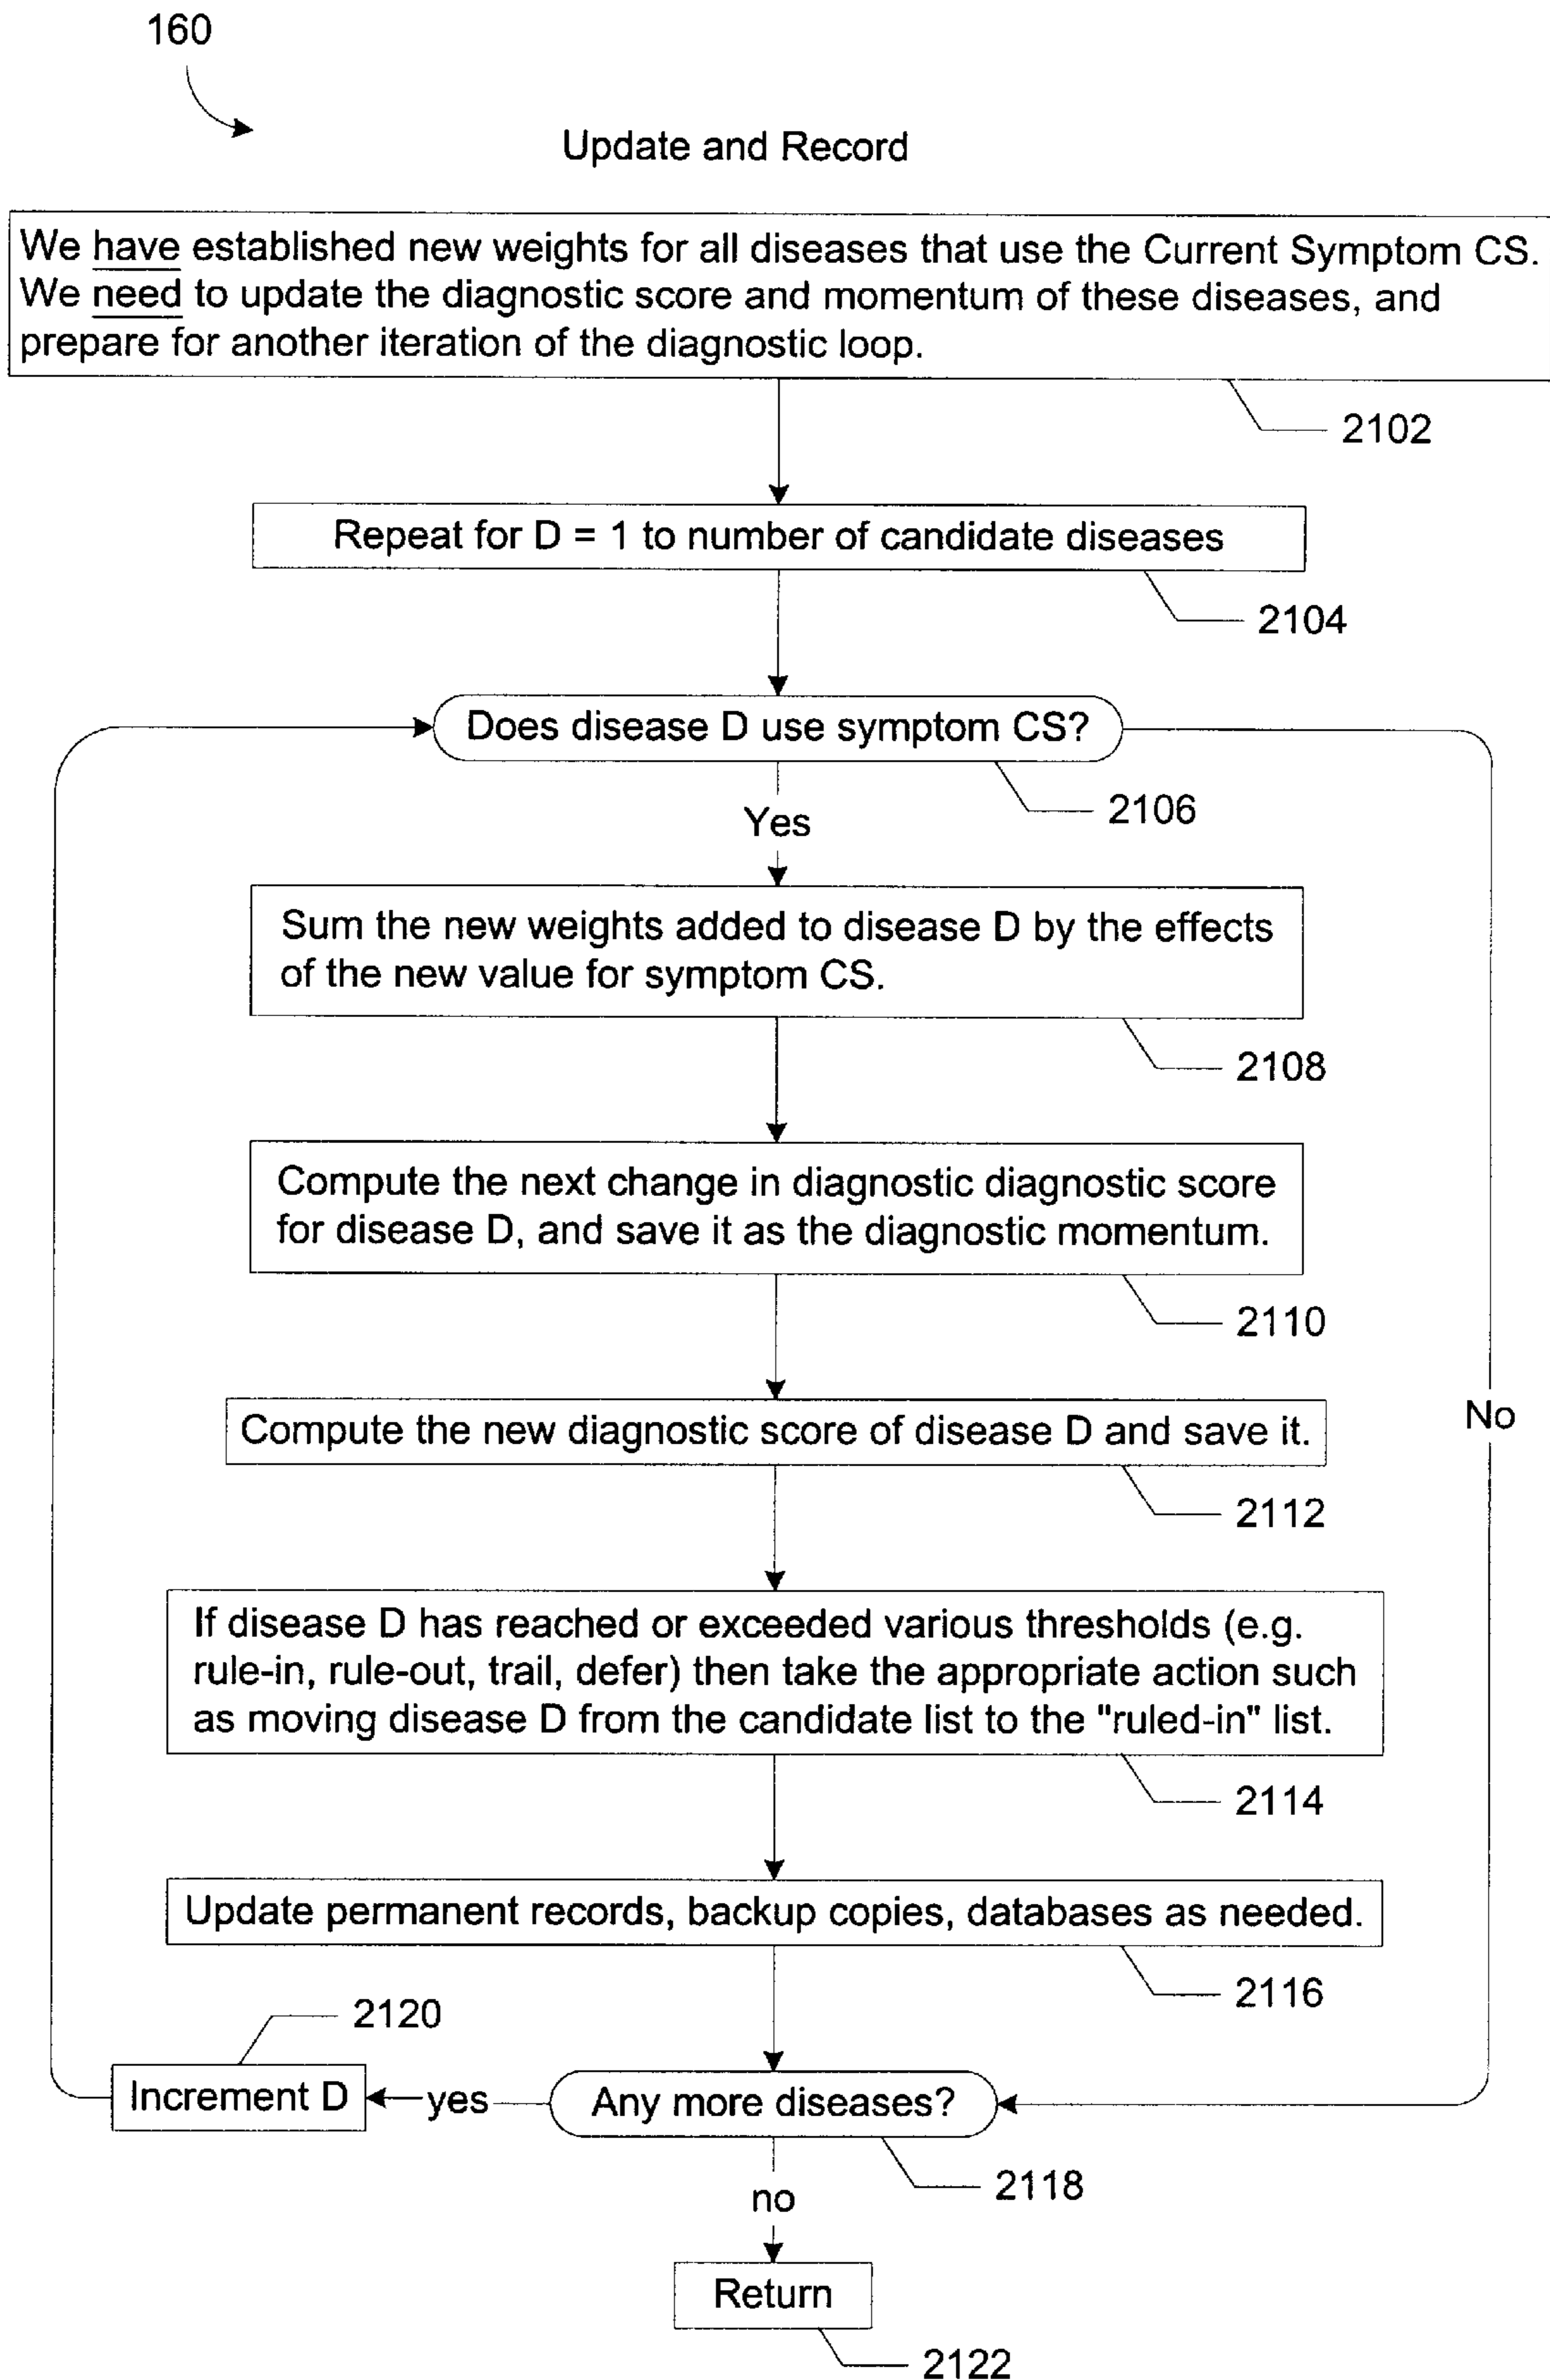 160
Update and Record
We have established new weights for all diseases that use the Current Symptom CS.
We need to update the diagnostic score and momentum of these diseases, and
prepare for another iteration of the diagnostic loop.
2102
Repeat for D = 1 to number of candidate diseases
2104
Does disease D use symptom CS?
2106
Yes
Sum the new weights added to disease D by the effects
of the new value for symptom CS.
2108
Compute the next change in diagnostic diagnostic score
for disease D, and save it as the diagnostic momentum.
2110
Compute the new diagnostic score of disease D and save it.
No
2112
If disease D has reached or exceeded various thresholds (e.g.
rule-in, rule-out, trail, defer) then take the appropriate action such
as moving disease D from the candidate list to the "ruled-in" list.
2114
Update permanent records, backup copies, databases as needed.
2116
2120
Increment D
yes
Any more diseases?
2118
no
Return
2122